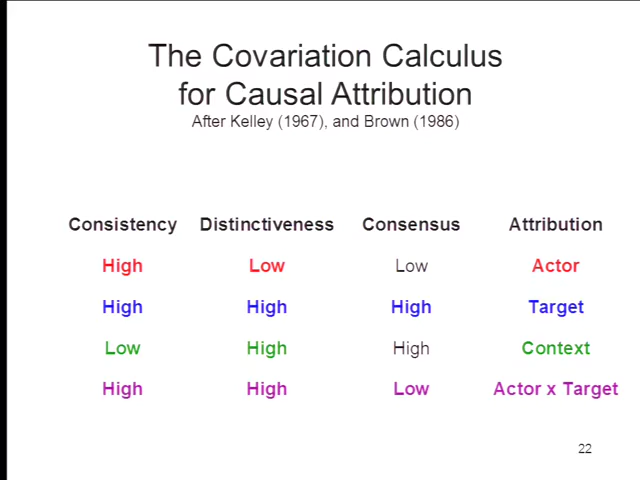 The Covariation Calculus
for Causal Attribution
After Kelley (1967), and Brown (1986)
Consistency Distinctiveness Consensus Attribution
High Low Low Actor
High High High Target
Low High High Context
High High Low Actor x Target
22